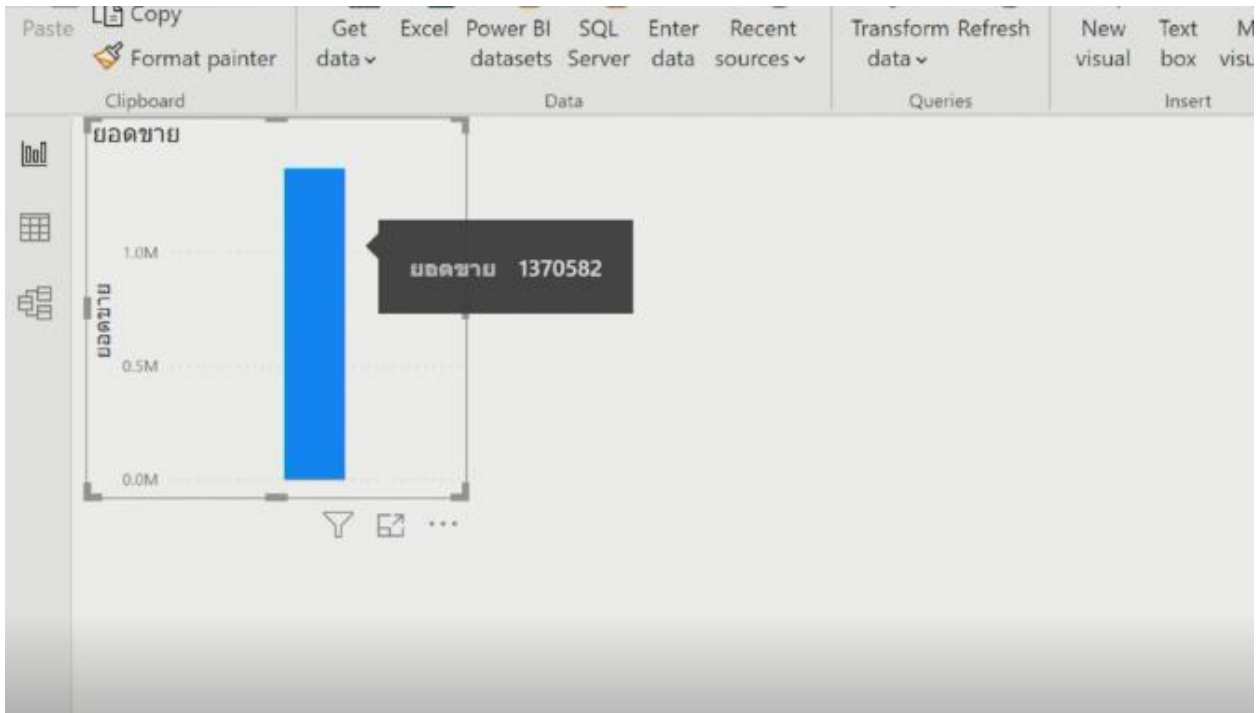 Paste
Copy
Format painter
Clipboard
Get data
Excel
Power BI datasets
SQL Server
Enter data
Recent sources
Data
Transform data
Refresh
Queries
New visual
Text box
Insert
ยอดขาย
1.0M
0.5M
0.0M
ยอดขาย
ยอดขาย 1370582